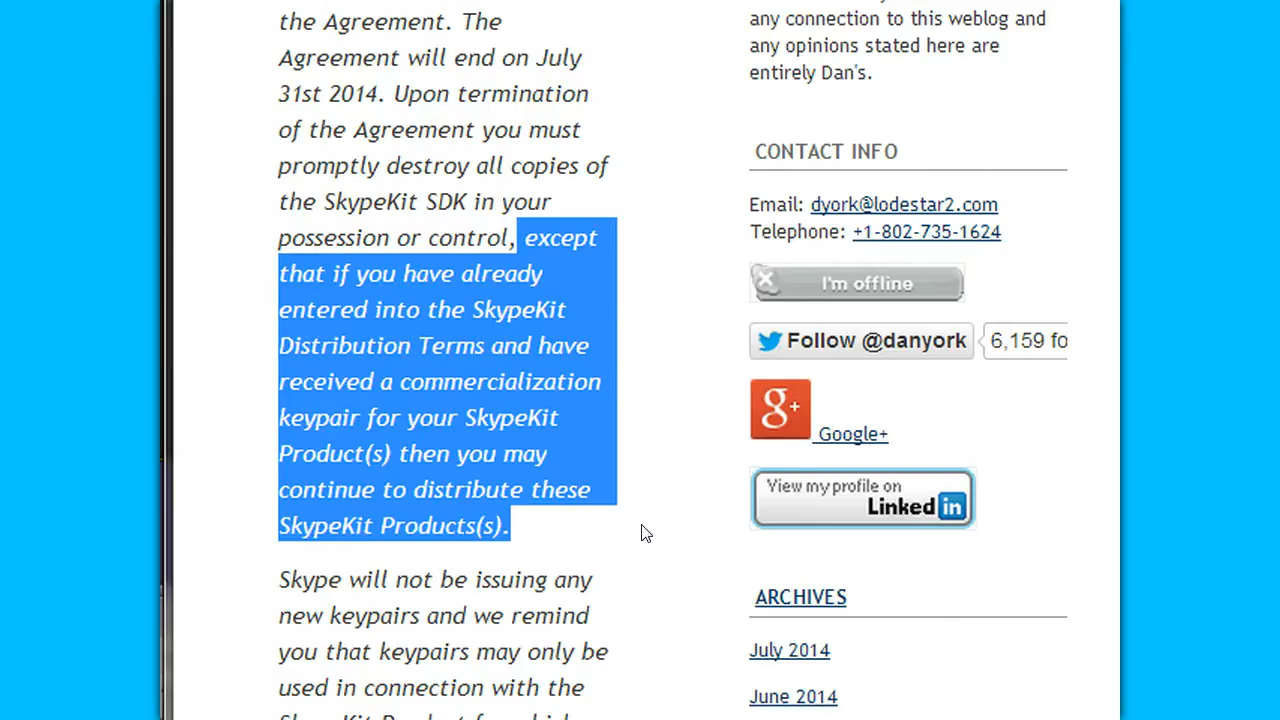 the Agreement. The
Agreement will end on July
31st 2014. Upon termination
of the Agreement you must
promptly destroy all copies of
the SkypeKit SDK in your
possession or control, except
that if you have already
entered into the SkypeKit
Distribution Terms and have
received a commercialization
keypair for your SkypeKit
Product(s) then you may
continue to distribute these
SkypeKit Products(s).
Skype will not be issuing any
new keypairs and we remind
you that keypairs may only be
used in connection with the
any connection to this weblog and
any opinions stated here are
entirely Dan's.
CONTACT INFO
Email: dyork@lodestar2.com
Telephone: +1-802-735-1624
I'm offline
Follow @danyork
6,159 fo
g+
Google+
View my profile on
Linked in
ARCHIVES
July 2014
June 2014